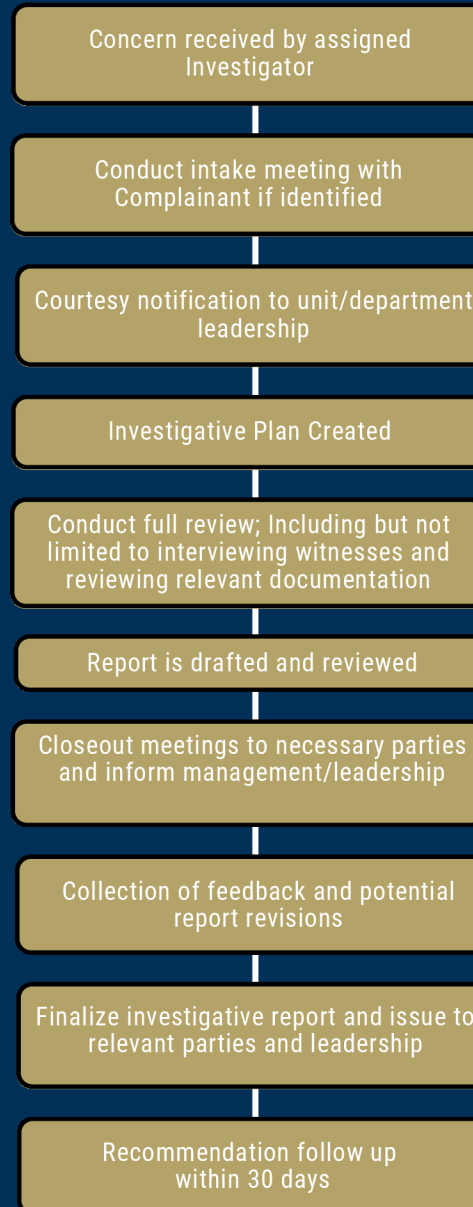 Concern received by assigned
Investigator
Conduct intake meeting with
Complainant if identified
Courtesy notification to unit/department
leadership
Investigative Plan Created
Conduct full review; Including but not
limited to interviewing witnesses and
reviewing relevant documentation
Report is drafted and reviewed
Closeout meetings to necessary parties
and inform management/leadership
Collection of feedback and potential
report revisions
Finalize investigative report and issue to
relevant parties and leadership
Recommendation follow up
within 30 days